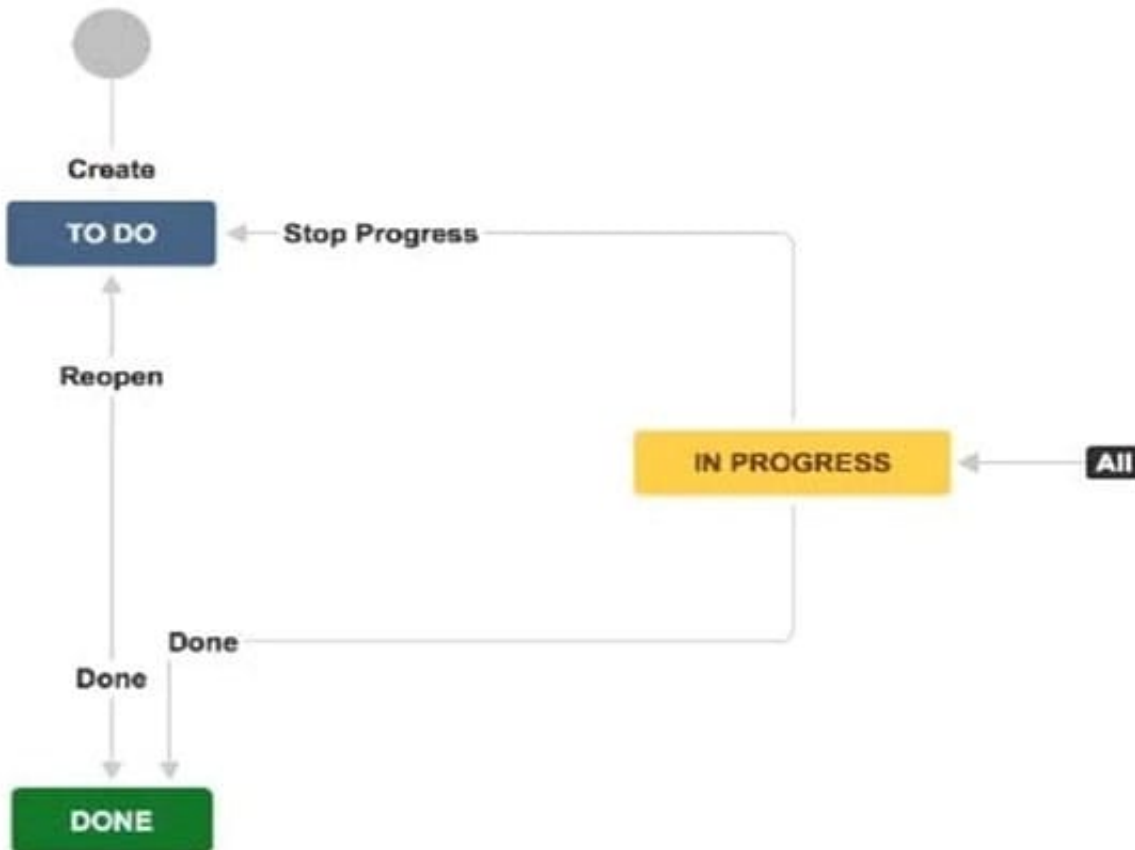 Create
TO DO
Stop Progress
Reopen
IN PROGRESS
All
Done
Done
DONE